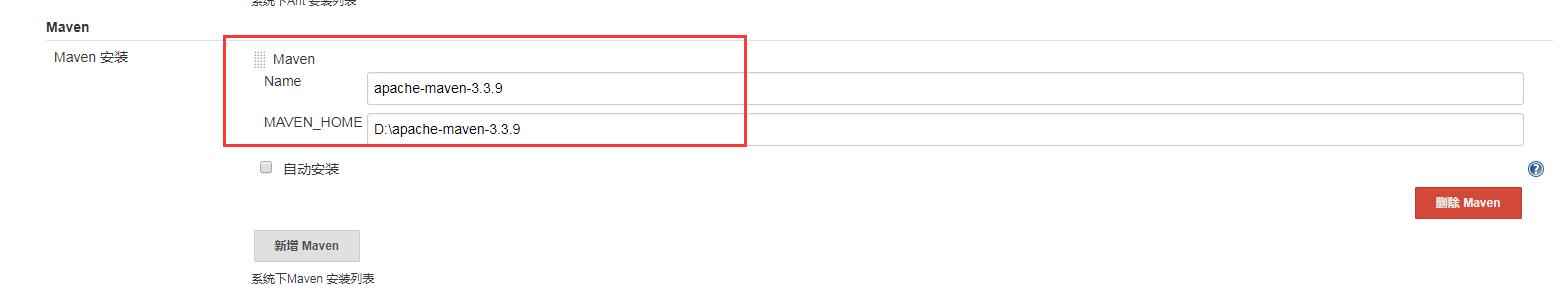 系统下Ant 安装列表
Maven
Maven 安装
Maven
Name
apache-maven-3.3.9
MAVEN_HOME
D:\apache-maven-3.3.9
自动安装
?
删除 Maven
新增 Maven
系统下Maven 安装列表